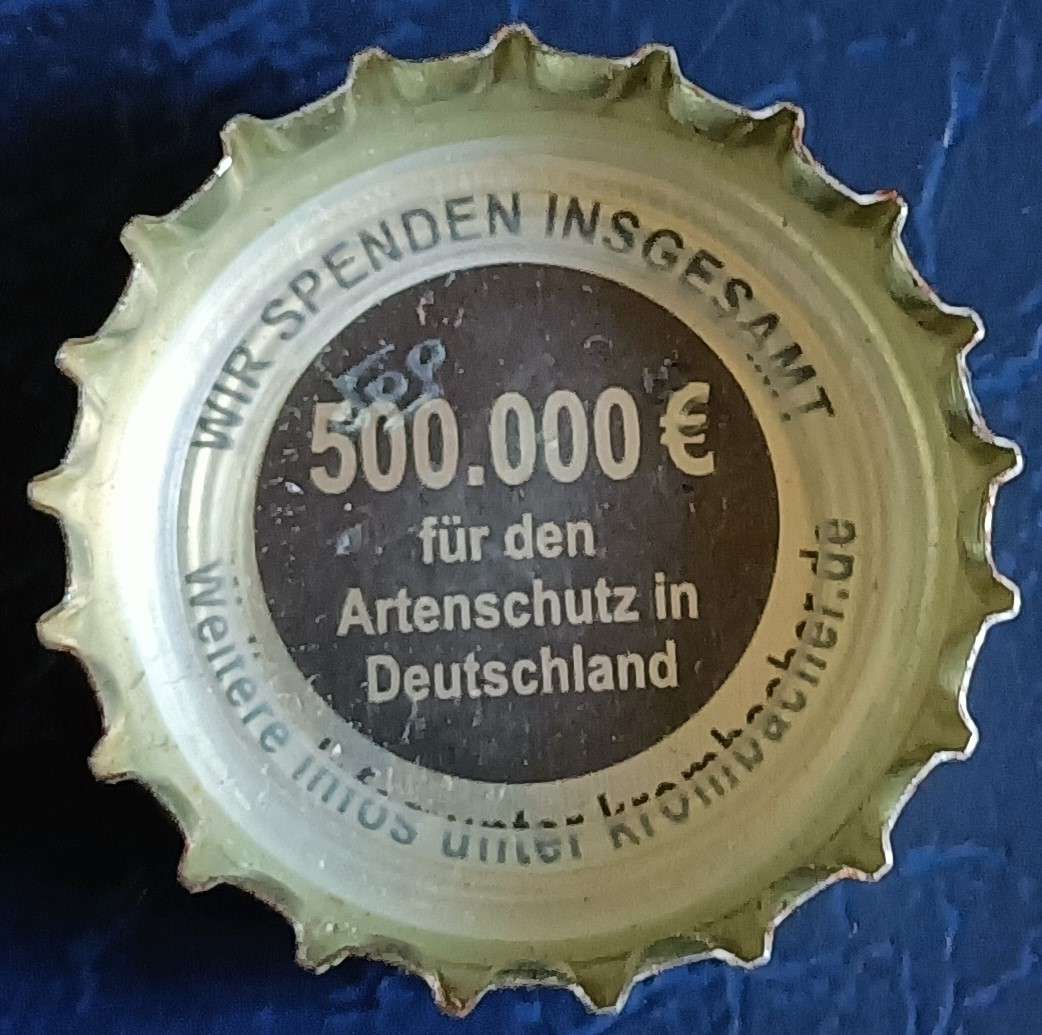 WIR SPENDEN INSGESAMT
500.000 €
für den
Artenschutz in
Deutschland
Weitere Infos unter krombacher.de